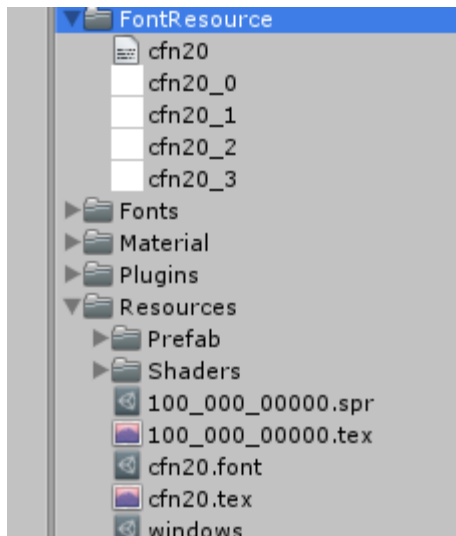 FontResource
cfn20
cfn20_0
cfn20_1
cfn20_2
cfn20_3
Fonts
Material
Plugins
Resources
Prefab
Shaders
100_000_00000.spr
100_000_00000.tex
cfn20.font
cfn20.tex
windows